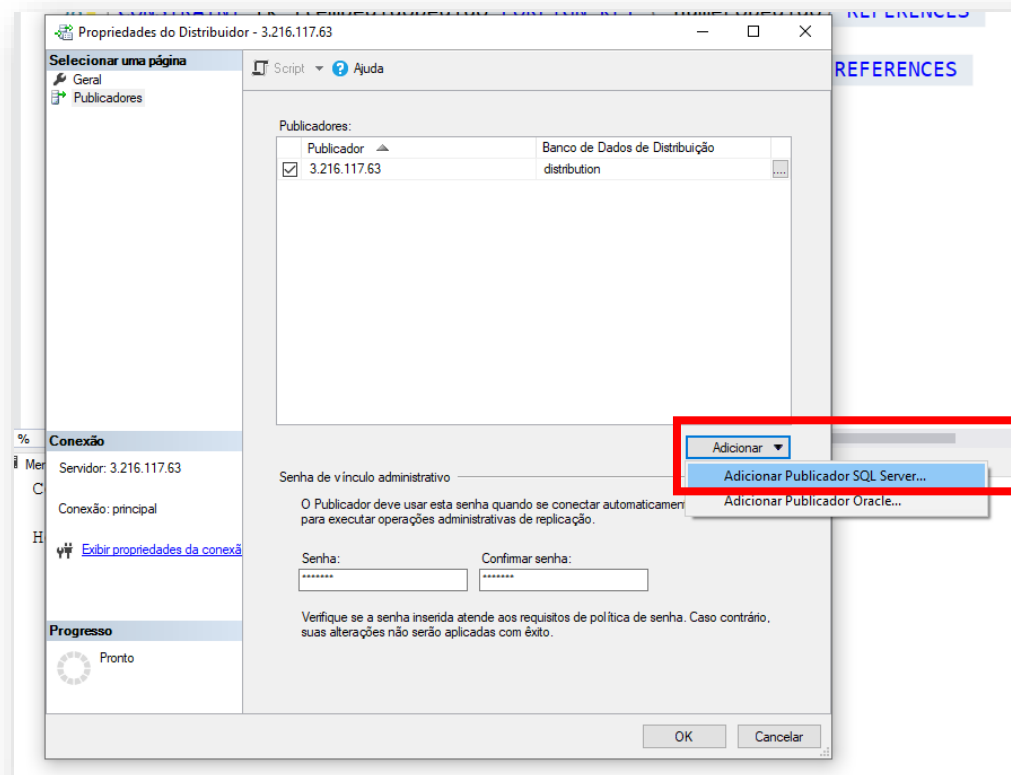 REFERENCES
Propriedades do Distribuidor - 3.216.117.63
Selecionar uma página
Geral
Publicadores
Script
Ajuda
REFERENCES
Publicadores:
Publicador
Banco de Dados de Distribuição
3.216.117.63
distribution
....
%
Conexão
Servidor: 3.216.117.63
Conexão: principal
Exibir propriedades da conexã
Adicionar
Adicionar Publicador SQL Server...
Adicionar Publicador Oracle...
Senha de vínculo administrativo
O Publicador deve usar esta senha quando se conectar automaticamen
para executar operações administrativas de replicação.
Senha:
Confirmar senha:
*******
*******
Verifique se a senha inserida atende aos requisitos de política de senha. Caso contrário,
suas alterações não serão aplicadas com êxito.
Progresso
Pronto
OK
Cancelar
Mer
C
H